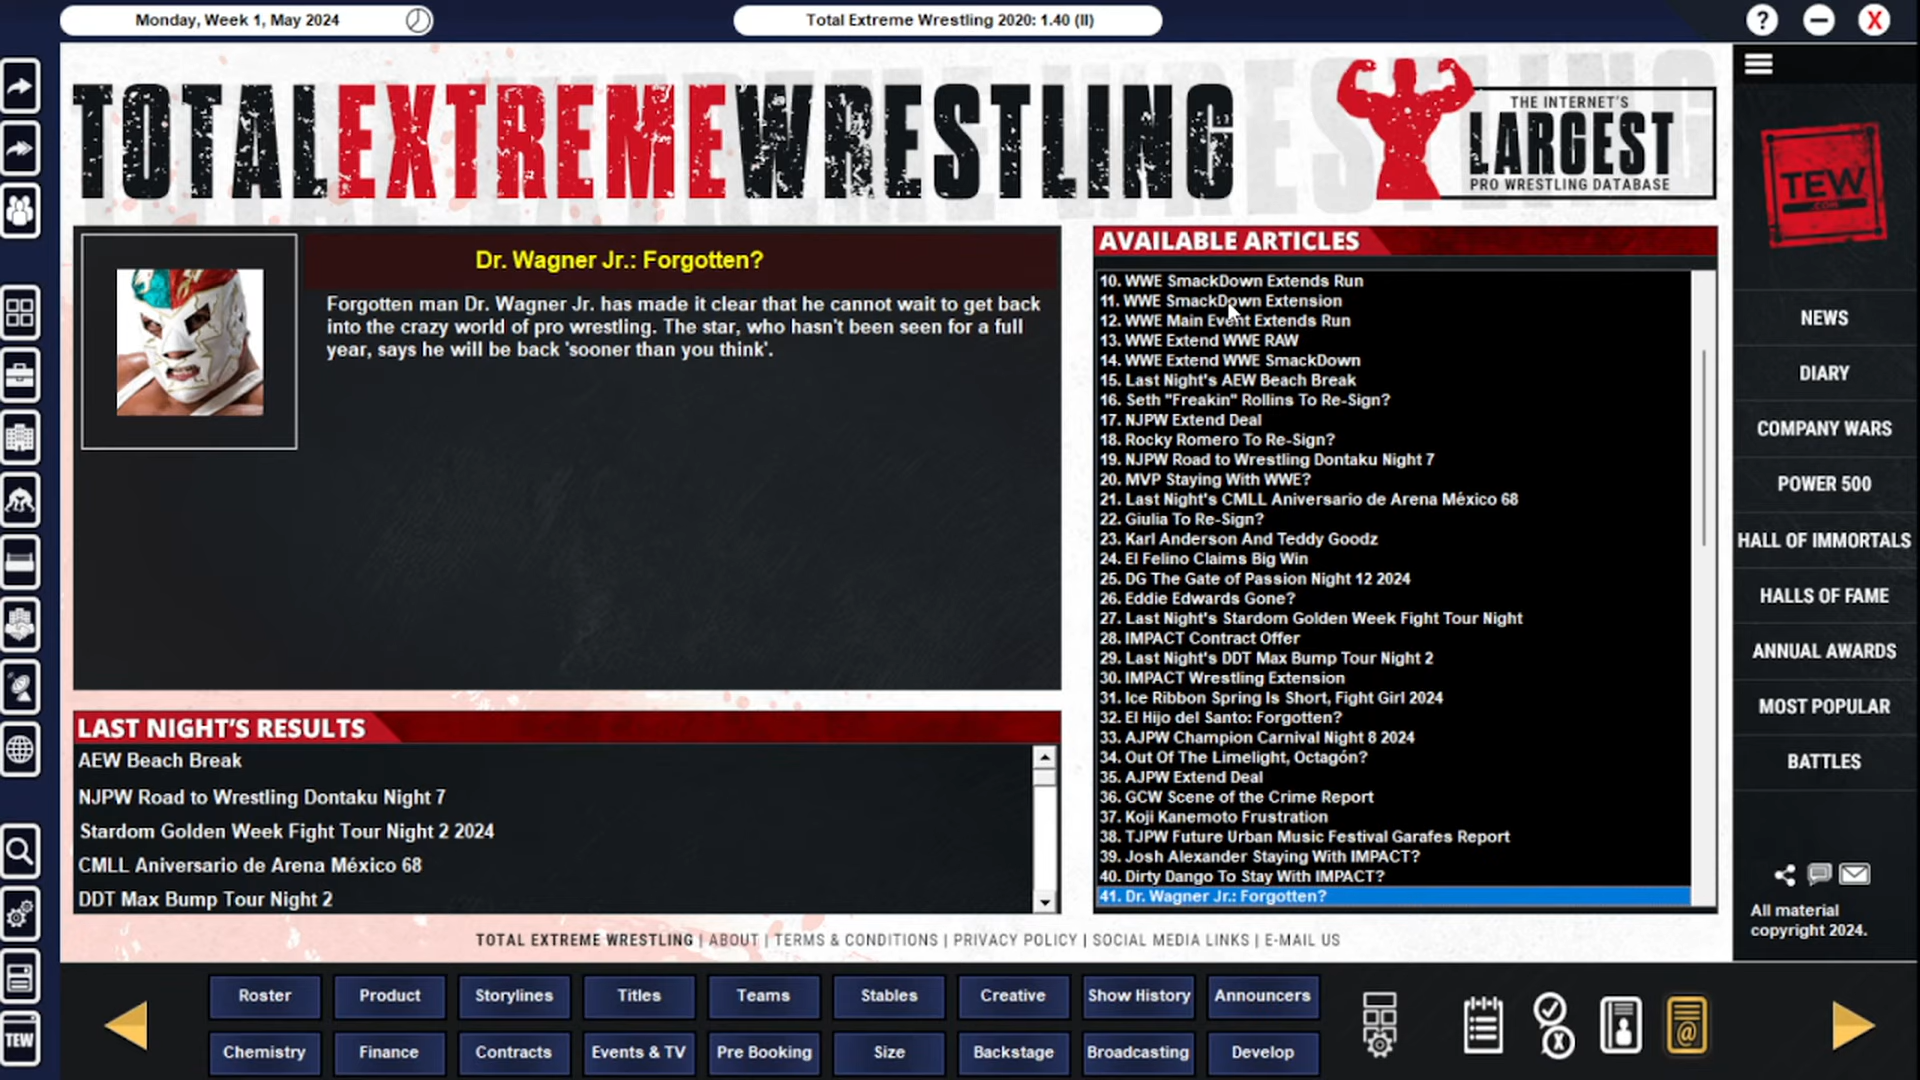 Monday, Week 1, May 2024
Total Extreme Wrestling 2020: 1.40 (II)
?
X
TOTALEXTREMEWRESTLING
THE INTERNET'S
LARGEST
PRO WRESTLING DATABASE
Dr. Wagner Jr.: Forgotten?
Forgotten man Dr. Wagner Jr. has made it clear that he cannot wait to get back
into the crazy world of pro wrestling. The star, who hasn't been seen for a full
year, says he will be back 'sooner than you think'.
LAST NIGHT'S RESULTS
AEW Beach Break
NJPW Road to Wrestling Dontaku Night 7
Stardom Golden Week Fight Tour Night 2 2024
CMLL Aniversario de Arena México 68
DDT Max Bump Tour Night 2
AVAILABLE ARTICLES
10. WWE SmackDown Extends Run
11. WWE SmackDown Extension
12. WWE Main Event Extends Run
13. WWE Extend WWE RAW
14. WWE Extend WWE SmackDown
15. Last Night's AEW Beach Break
16. Seth "Freakin" Rollins To Re-Sign?
17. NJPW Extend Deal
18. Rocky Romero To Re-Sign?
19. NJPW Road to Wrestling Dontaku Night 7
20. MVP Staying With WWE?
21. Last Night's CMLL Aniversario de Arena México 68
22. Giulia To Re-Sign?
23. Karl Anderson And Teddy Goodz
24. El Felino Claims Big Win
25. DG The Gate of Passion Night 12 2024
26. Eddie Edwards Gone?
27. Last Night's Stardom Golden Week Fight Tour Night
28. IMPACT Contract Offer
29. Last Night's DDT Max Bump Tour Night 2
30. IMPACT Wrestling Extension
31. Ice Ribbon Spring Is Short, Fight Girl 2024
32. El Hijo del Santo: Forgotten?
33. AJPW Champion Carnival Night 8 2024
34. Out Of The Limelight, Octagón?
35. AJPW Extend Deal
36. GCW Scene of the Crime Report
37. Koji Kanemoto Frustration
38. TJPW Future Urban Music Festival Garafes Report
39. Josh Alexander Staying With IMPACT?
40. Dirty Dango To Stay With IMPACT?
41. Dr. Wagner Jr.: Forgotten?
TEW
.COM
NEWS
DIARY
COMPANY WARS
POWER 500
HALL OF IMMORTALS
HALLS OF FAME
ANNUAL AWARDS
MOST POPULAR
BATTLES
All material
copyright 2024.
TOTAL EXTREME WRESTLING | ABOUT | TERMS & CONDITIONS | PRIVACY POLICY | SOCIAL MEDIA LINKS | E-MAIL US
TEW
Roster
Product
Storylines
Titles
Teams
Stables
Creative
Show History
Announcers
Chemistry
Finance
Contracts
Events & TV
Pre Booking
Size
Backstage
Broadcasting
Develop